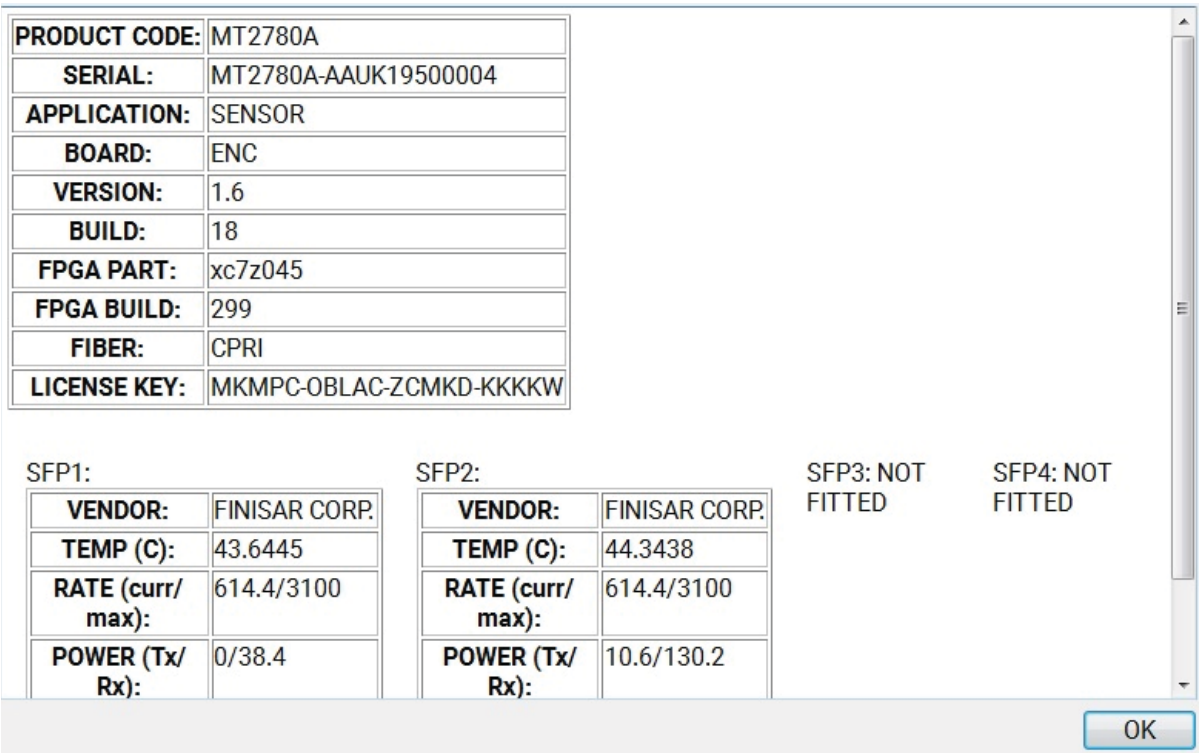 PRODUCT CODE: MT2780A
SERIAL: MT2780A-AAUK19500004
APPLICATION: SENSOR
BOARD: ENC
VERSION: 1.6
BUILD: 18
FPGA PART: xc7z045
FPGA BUILD: 299
FIBER: CPRI
LICENSE KEY: MKMPC-OBLAC-ZCMKD-KKKKW
SFP1:
VENDOR: FINISAR CORP.
TEMP (C): 43.6445
RATE (curr/ 614.4/3100
max):
POWER (Tx/ 0/38.4
Rx):
SFP2:
VENDOR: FINISAR CORP.
TEMP (C): 44.3438
RATE (curr/ 614.4/3100
max):
POWER (Tx/ 10.6/130.2
Rx):
SFP3: NOT
FITTED
SFP4: NOT
FITTED
OK